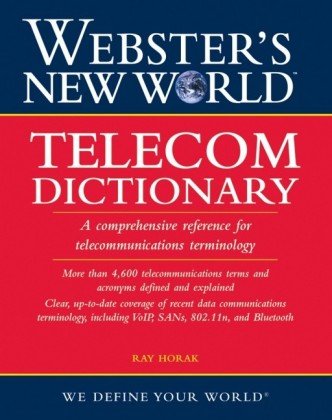 WEBSTER'S
NEW WORLD™
TELECOM
DICTIONARY
A comprehensive reference for
telecommunications terminology
More than 4,600 telecommunications terms and
acronyms defined and explained
Clear, up-to-date coverage of recent data communications
terminology, including VoIP, SANs, 802.11n, and Bluetooth
RAY HORAK
WE DEFINE YOUR WORLD®